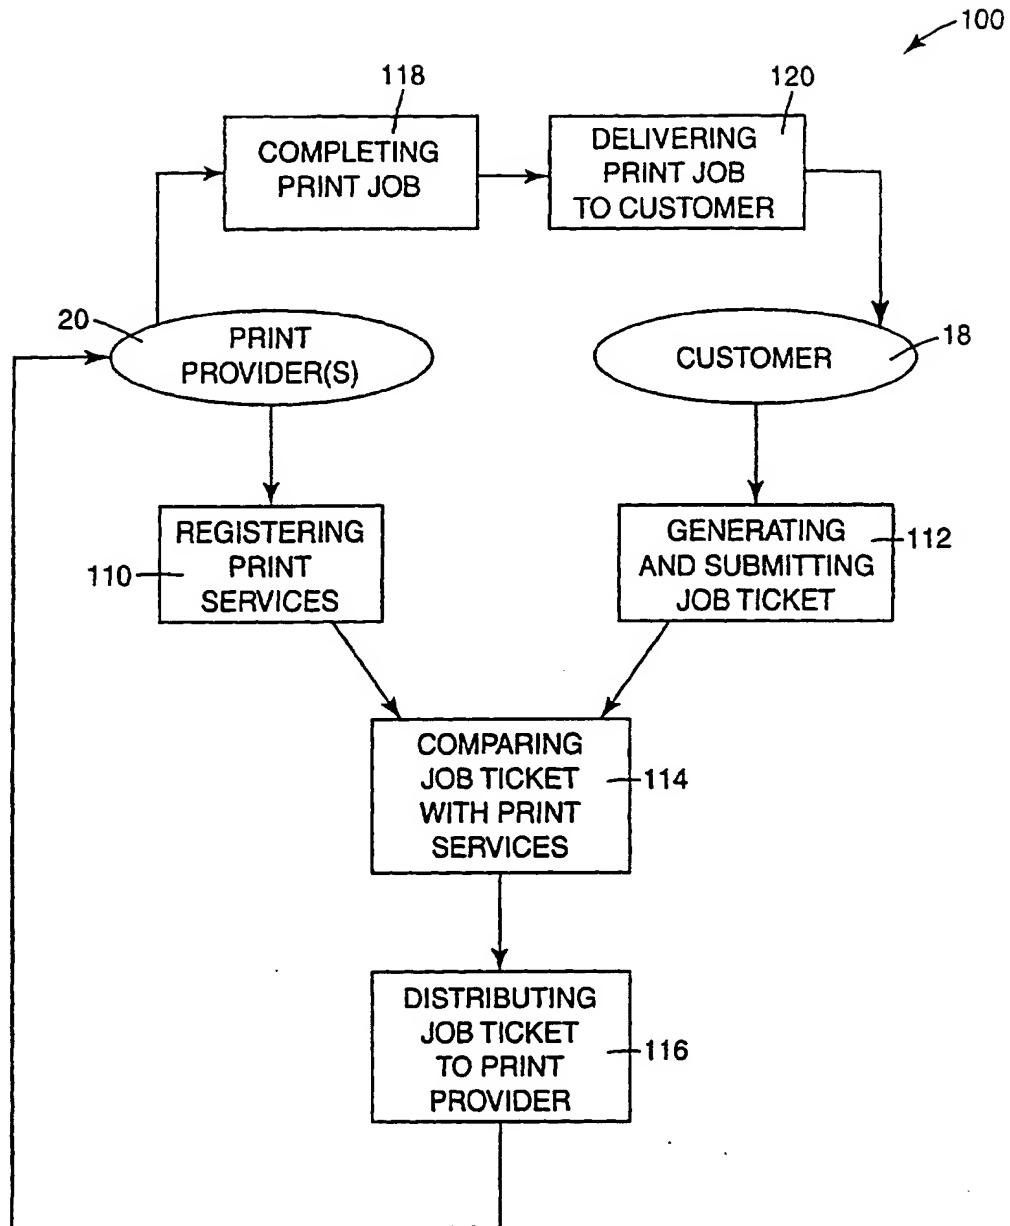 100
118
120
COMPLETING
PRINT JOB
DELIVERING
PRINT JOB
TO CUSTOMER
20
PRINT
PROVIDER(S)
CUSTOMER
18
REGISTERING
PRINT
SERVICES
110
GENERATING
AND SUBMITTING
JOB TICKET
112
COMPARING
JOB TICKET
WITH PRINT
SERVICES
114
DISTRIBUTING
JOB TICKET
TO PRINT
PROVIDER
116